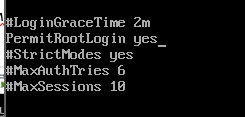 #LoginGraceTime 2m
PermitRootLogin yes_
#StrictModes yes
#MaxAuthTries 6
#MaxSessions 10